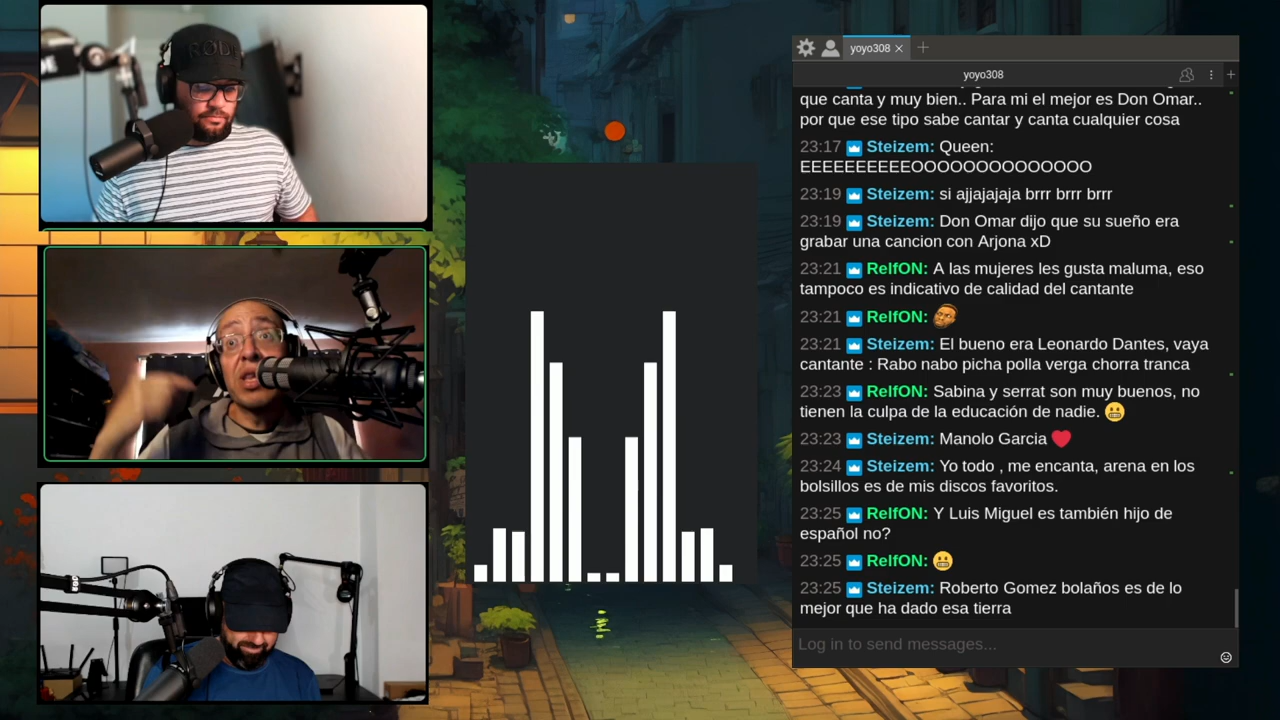 RØDE
yoyo308
yoyo308
que canta y muy bien.. Para mi el mejor es Don Omar..
por que ese tipo sabe cantar y canta cualquier cosa
23:17 Steizem: Queen:
EEEEEEEEEEOOOOOOOOOOOOOO
23:19 Steizem: si ajjajajaja brrr brrr brrr
23:19 Steizem: Don Omar dijo que su sueño era
grabar una cancion con Arjona xD
23:21 RelfON: A las mujeres les gusta maluma, eso
tampoco es indicativo de calidad del cantante
23:21 RelfON:
23:21 Steizem: El bueno era Leonardo Dantes, vaya
cantante : Rabo nabo picha polla verga chorra tranca
23:23 RelfON: Sabina y serrat son muy buenos, no
tienen la culpa de la educación de nadie. 😬
23:23 Steizem: Manolo Garcia ❤️
23:24 Steizem: Yo todo , me encanta, arena en los
bolsillos es de mis discos favoritos.
23:25 RelfON: Y Luis Miguel es también hijo de
español no?
23:25 RelfON: 😬
23:25 Steizem: Roberto Gomez bolaños es de lo
mejor que ha dado esa tierra
Log in to send messages...